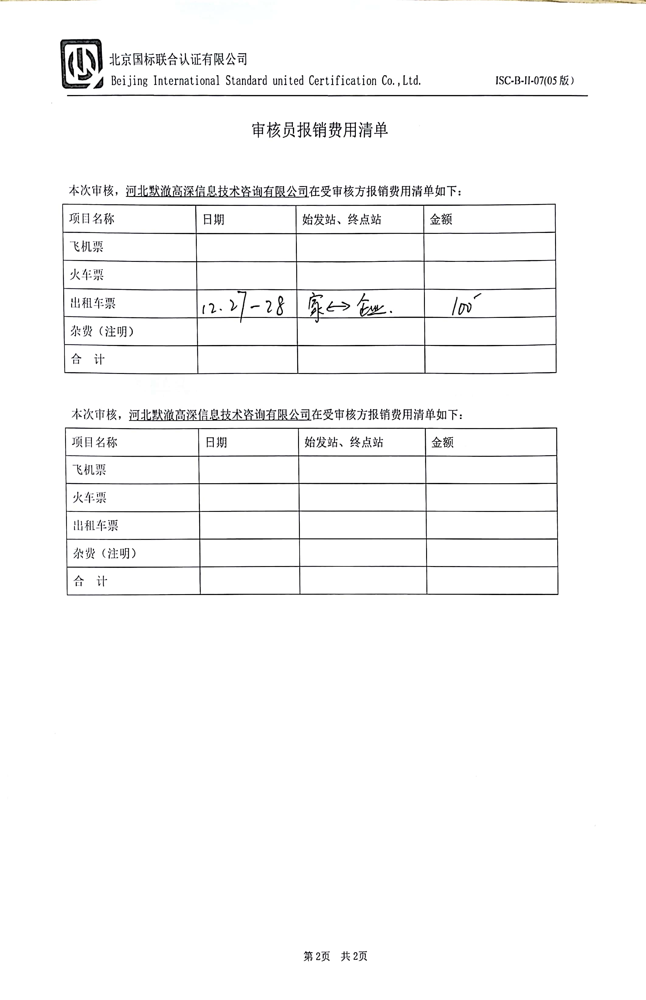 北京国标联合认证有限公司
Beijing International Standard united Certification Co.,Ltd. ISC-B-II-07(05 版)
审核员报销费用清单
本次审核，河北默澈高深信息技术咨询有限公司在受审核方报销费用清单如下：
项目名称 日期 始发站、终点站 金额
飞机票
火车票
出租车票 12.27-28 家<->企业. 100
杂费（注明）
合 计
本次审核，河北默澈高深信息技术咨询有限公司在受审核方报销费用清单如下：
项目名称 日期 始发站、终点站 金额
飞机票
火车票
出租车票
杂费（注明）
合 计
第2页 共2页